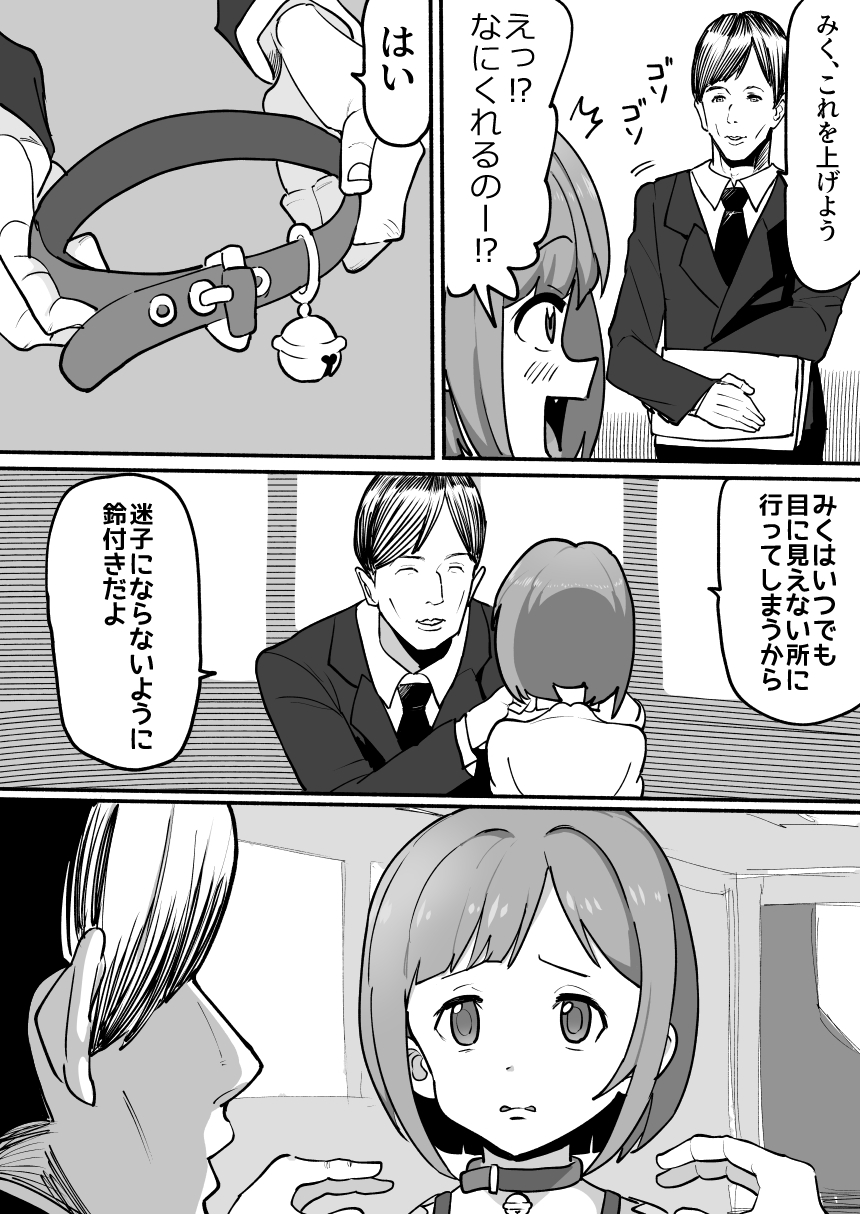 みく、これを上げよう
ゴソ
ゴソ
えっ!?
なにくれるのー!?
はい
みくはいつでも
目に見えない所に
行ってしまうから
迷子にならないように
鈴付きだよ